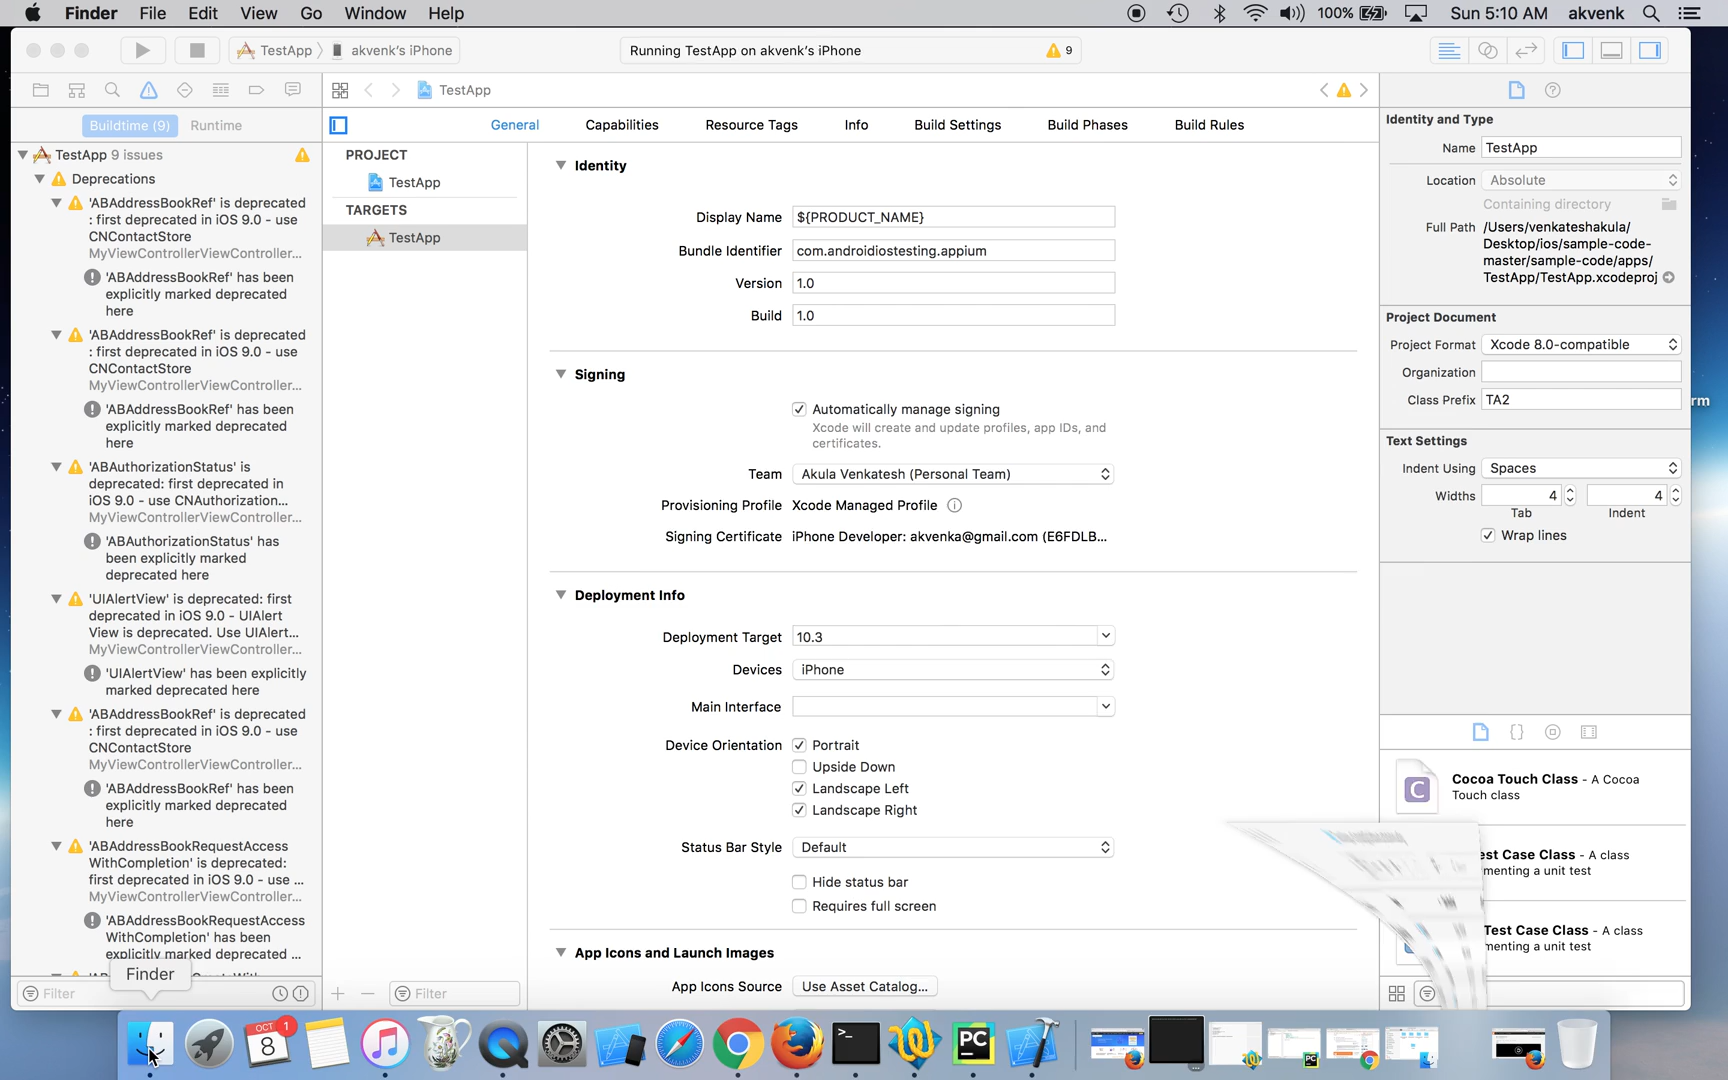 Finder File Edit View Go Window Help 100% Sun 5:10 AM akvenk
TestApp akvenk's iPhone Running TestApp on akvenk's iPhone 9
TestApp
Buildtime (9) Runtime
TestApp 9 issues
Deprecations
'ABAddressBookRef' is deprecated
: first deprecated in iOS 9.0 - use
CNContactStore
MyViewControllerViewController...
'ABAddressBookRef' has been
explicitly marked deprecated
here
'ABAddressBookRef' is deprecated
: first deprecated in iOS 9.0 - use
CNContactStore
MyViewControllerViewController...
'ABAddressBookRef' has been
explicitly marked deprecated
here
'ABAuthorizationStatus' is
deprecated: first deprecated in
iOS 9.0 - use CNAuthorization...
MyViewControllerViewController...
'ABAuthorizationStatus' has
been explicitly marked
deprecated here
'UIAlertView' is deprecated: first
deprecated in iOS 9.0 - UIAlert
View is deprecated. Use UIAlert...
MyViewControllerViewController...
'UIAlertView' has been explicitly
marked deprecated here
'ABAddressBookRef' is deprecated
: first deprecated in iOS 9.0 - use
CNContactStore
MyViewControllerViewController...
'ABAddressBookRef' has been
explicitly marked deprecated
here
'ABAddressBookRequestAccess
WithCompletion' is deprecated:
first deprecated in iOS 9.0 - use ...
MyViewControllerViewController...
'ABAddressBookRequestAccess
WithCompletion' has been
explicitly marked deprecated ...
Finder
Filter
General Capabilities Resource Tags Info Build Settings Build Phases Build Rules
PROJECT
TestApp
TARGETS
TestApp
Filter
Identity
Display Name ${PRODUCT_NAME}
Bundle Identifier com.androidiostesting.appium
Version 1.0
Build 1.0
Signing
Automatically manage signing
Xcode will create and update profiles, app IDs, and
certificates.
Team Akula Venkatesh (Personal Team)
Provisioning Profile Xcode Managed Profile
Signing Certificate iPhone Developer: akvenka@gmail.com (E6FDLB...
Deployment Info
Deployment Target 10.3
Devices iPhone
Main Interface
Device Orientation Portrait
Upside Down
Landscape Left
Landscape Right
Status Bar Style Default
Hide status bar
Requires full screen
App Icons and Launch Images
App Icons Source Use Asset Catalog...
Identity and Type
Name TestApp
Location Absolute
Containing directory
Full Path /Users/venkateshakula/
Desktop/ios/sample-code-
master/sample-code/apps/
TestApp/TestApp.xcodeproj
Project Document
Project Format Xcode 8.0-compatible
Organization
Class Prefix TA2
rm
Text Settings
Indent Using Spaces
Widths 4 4
Tab Indent
Wrap lines
{}
C
Cocoa Touch Class - A Cocoa
Touch class
est Case Class - A class
menting a unit test
Test Case Class - A class
menting a unit test
OCT 1
8
>_
PC